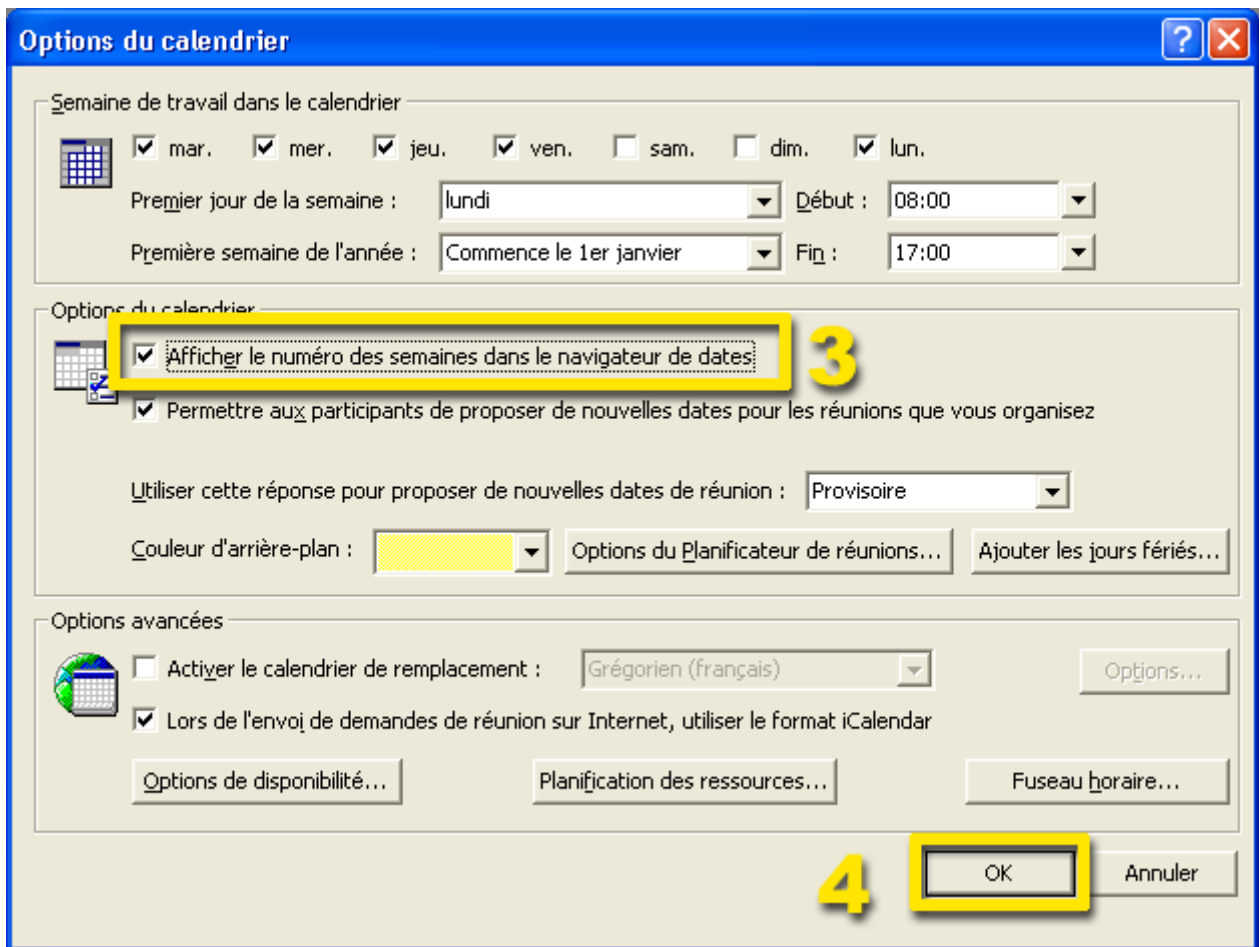 Options du calendrier
Semaine de travail dans le calendrier
mar. mer. jeu. ven. sam. dim. lun.
Premier jour de la semaine : lundi Début : 08:00
Première semaine de l'année : Commence le 1er janvier Fin : 17:00
Options du calendrier
Afficher le numéro des semaines dans le navigateur de dates 3
Permettre aux participants de proposer de nouvelles dates pour les réunions que vous organisez
Utiliser cette réponse pour proposer de nouvelles dates de réunion : Provisoire
Couleur d'arrière-plan : Options du Planificateur de réunions... Ajouter les jours fériés...
Options avancées
Activer le calendrier de remplacement : Grégorien (français) Options...
Lors de l'envoi de demandes de réunion sur Internet, utiliser le format iCalendar
Options de disponibilité... Planification des ressources... Fuseau horaire...
4 OK Annuler